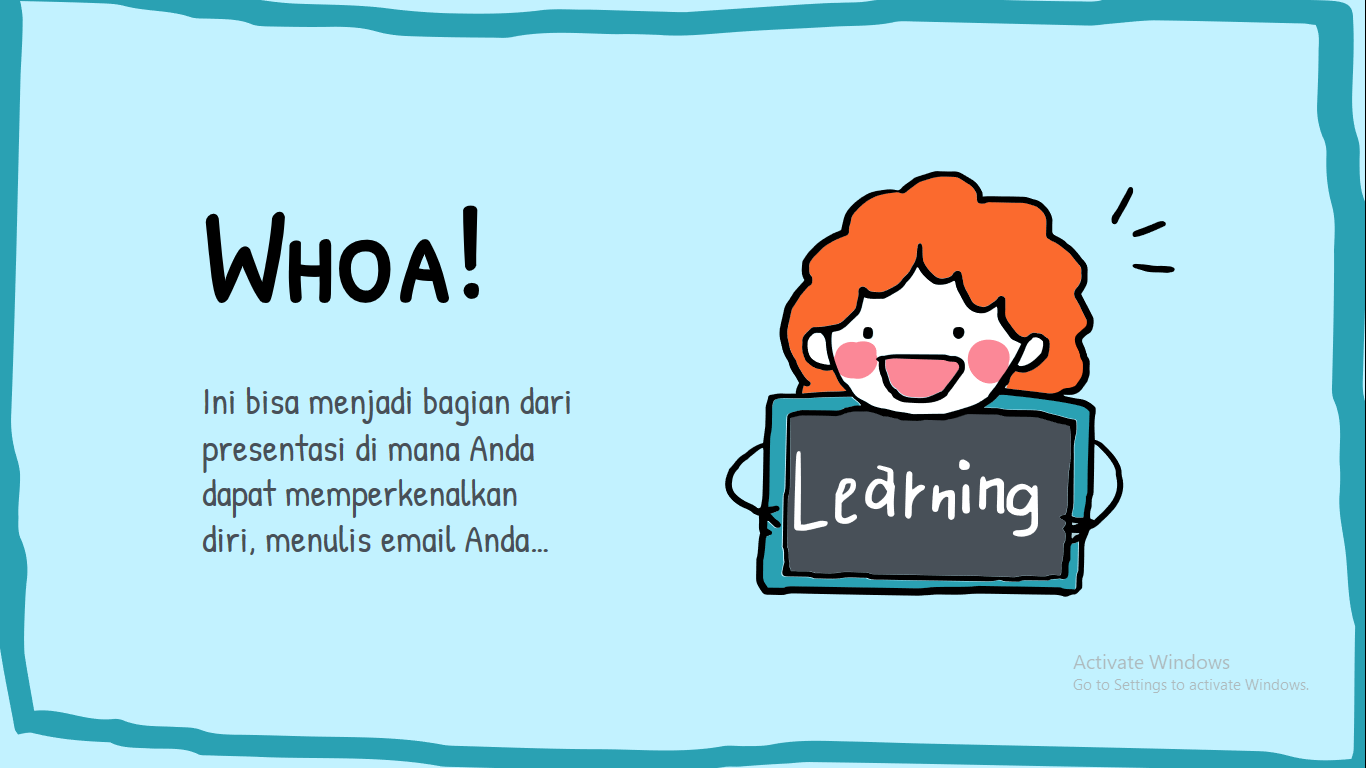 WHOA!
Ini bisa menjadi bagian dari
presentasi di mana Anda
dapat memperkenalkan
diri, menulis email Anda...
Learning
Activate Windows
Go to Settings to activate Windows.